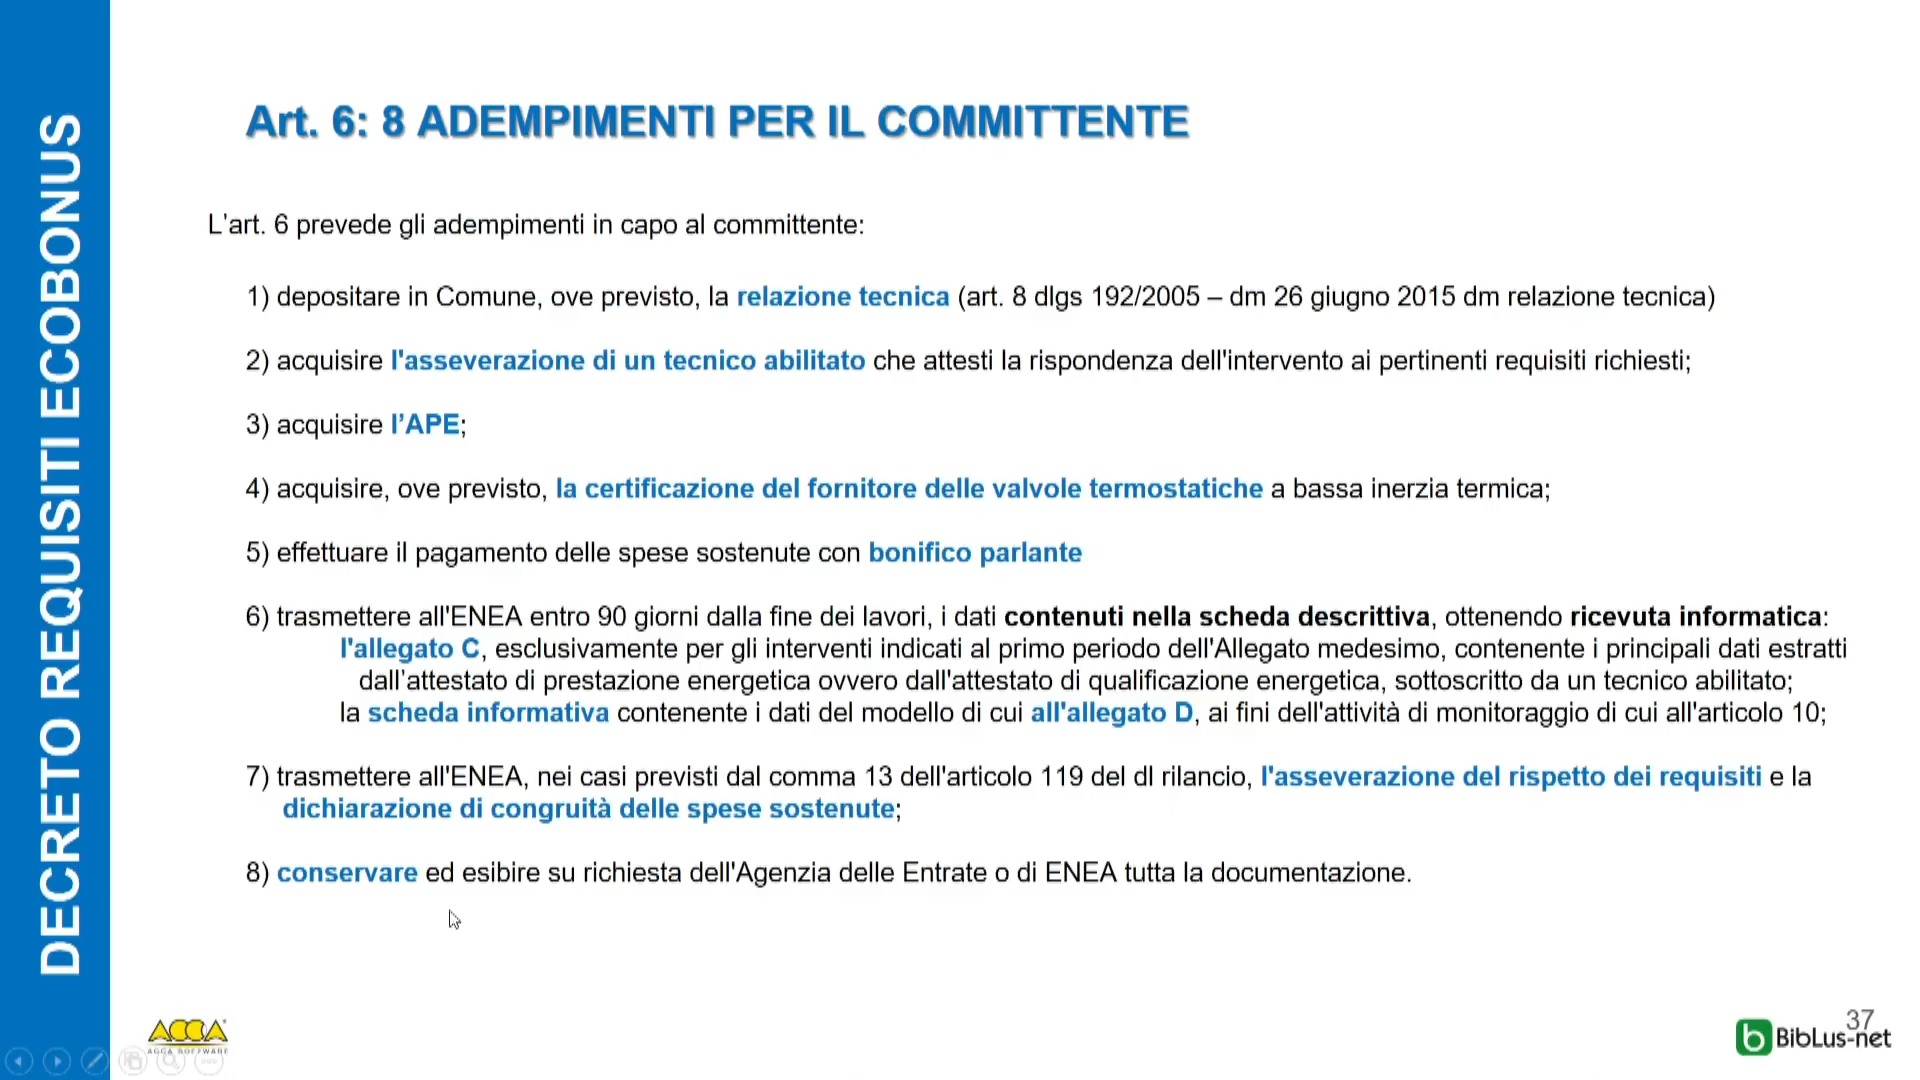 DECRETO REQUISITI ECOBONUS
Art. 6: 8 ADEMPIMENTI PER IL COMMITTENTE
L'art. 6 prevede gli adempimenti in capo al committente:
1) depositare in Comune, ove previsto, la relazione tecnica (art. 8 dlgs 192/2005 – dm 26 giugno 2015 dm relazione tecnica)
2) acquisire l'asseverazione di un tecnico abilitato che attesti la rispondenza dell'intervento ai pertinenti requisiti richiesti;
3) acquisire l’APE;
4) acquisire, ove previsto, la certificazione del fornitore delle valvole termostatiche a bassa inerzia termica;
5) effettuare il pagamento delle spese sostenute con bonifico parlante
6) trasmettere all'ENEA entro 90 giorni dalla fine dei lavori, i dati contenuti nella scheda descrittiva, ottenendo ricevuta informatica:
l'allegato C, esclusivamente per gli interventi indicati al primo periodo dell'Allegato medesimo, contenente i principali dati estratti
dall’attestato di prestazione energetica ovvero dall'attestato di qualificazione energetica, sottoscritto da un tecnico abilitato;
la scheda informativa contenente i dati del modello di cui all'allegato D, ai fini dell'attività di monitoraggio di cui all'articolo 10;
7) trasmettere all'ENEA, nei casi previsti dal comma 13 dell'articolo 119 del dl rilancio, l'asseverazione del rispetto dei requisiti e la
dichiarazione di congruità delle spese sostenute;
8) conservare ed esibire su richiesta dell'Agenzia delle Entrate o di ENEA tutta la documentazione.
ACCA
ACCA SOFTWARE
37
b BibLus-net